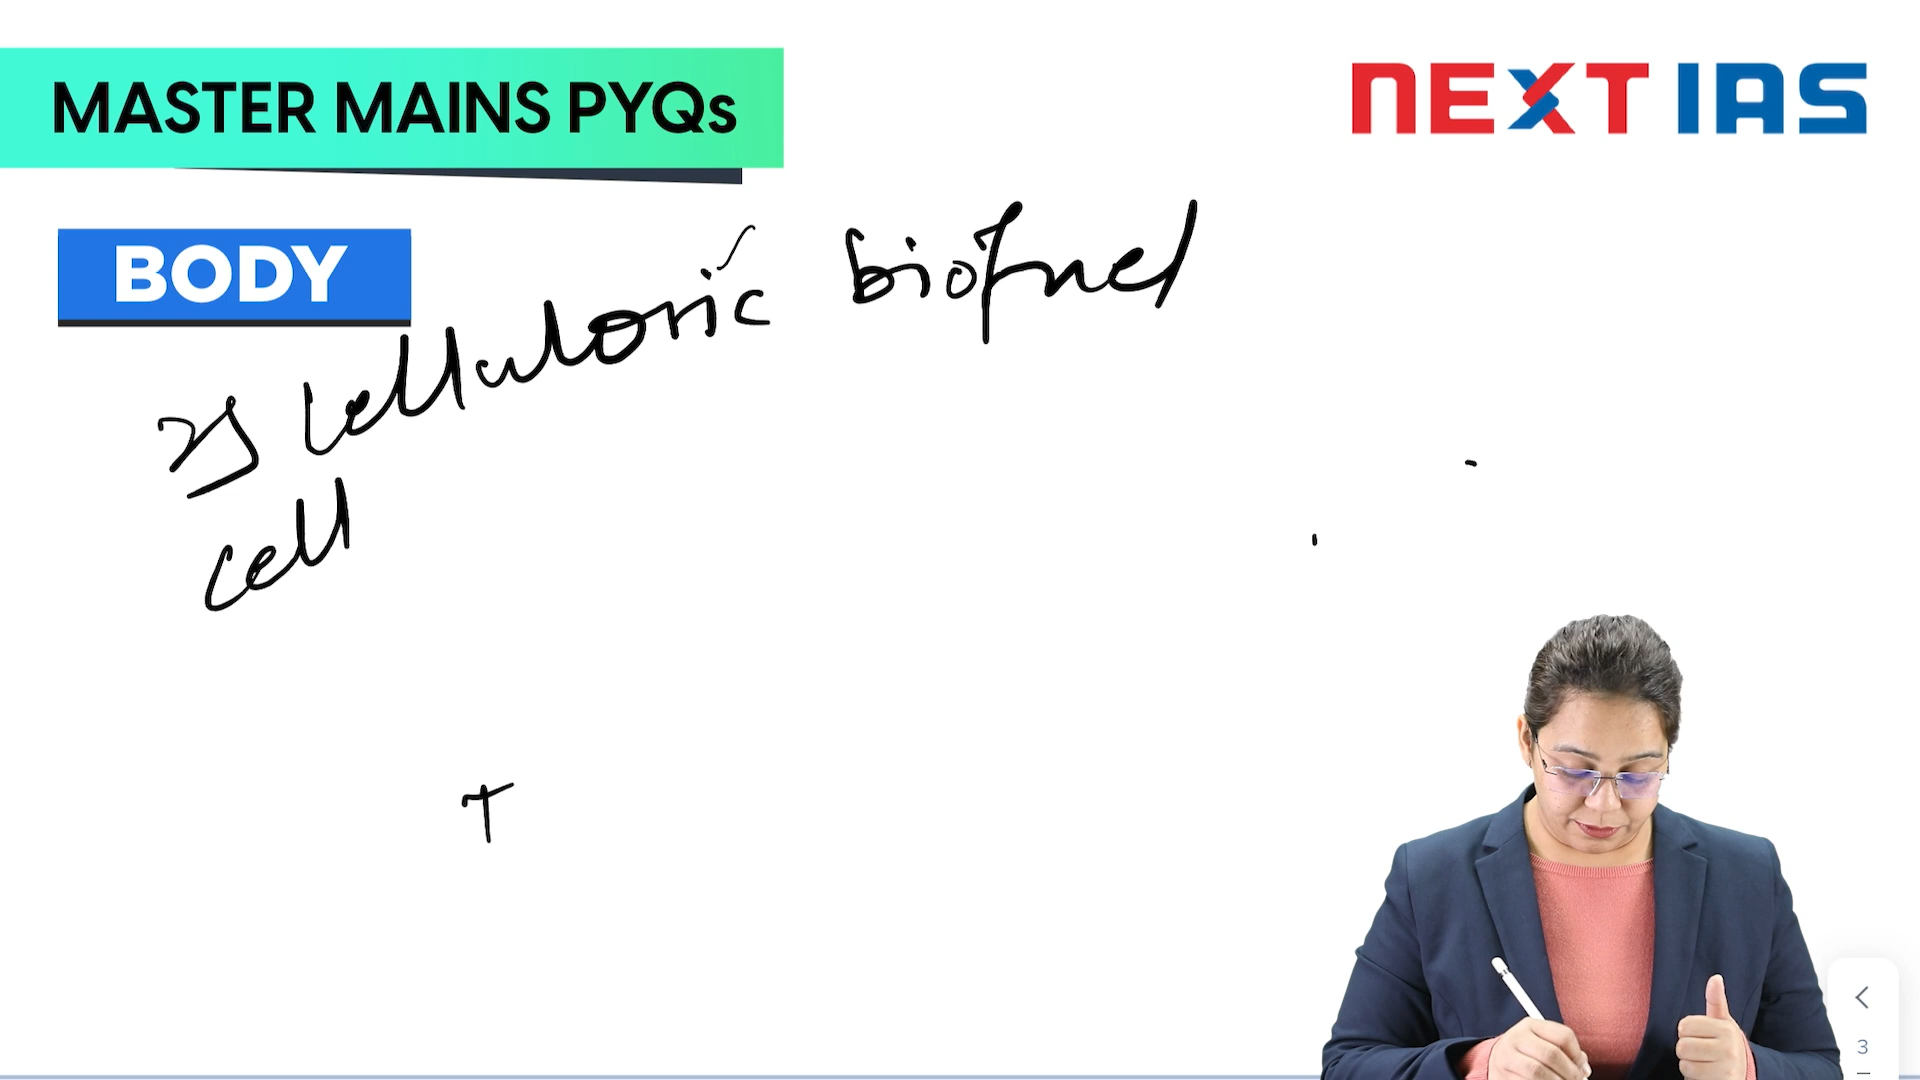 MASTER MAINS PYQs
NEXT IAS
BODY
2) Cellulosic biofuel
cell
T
3